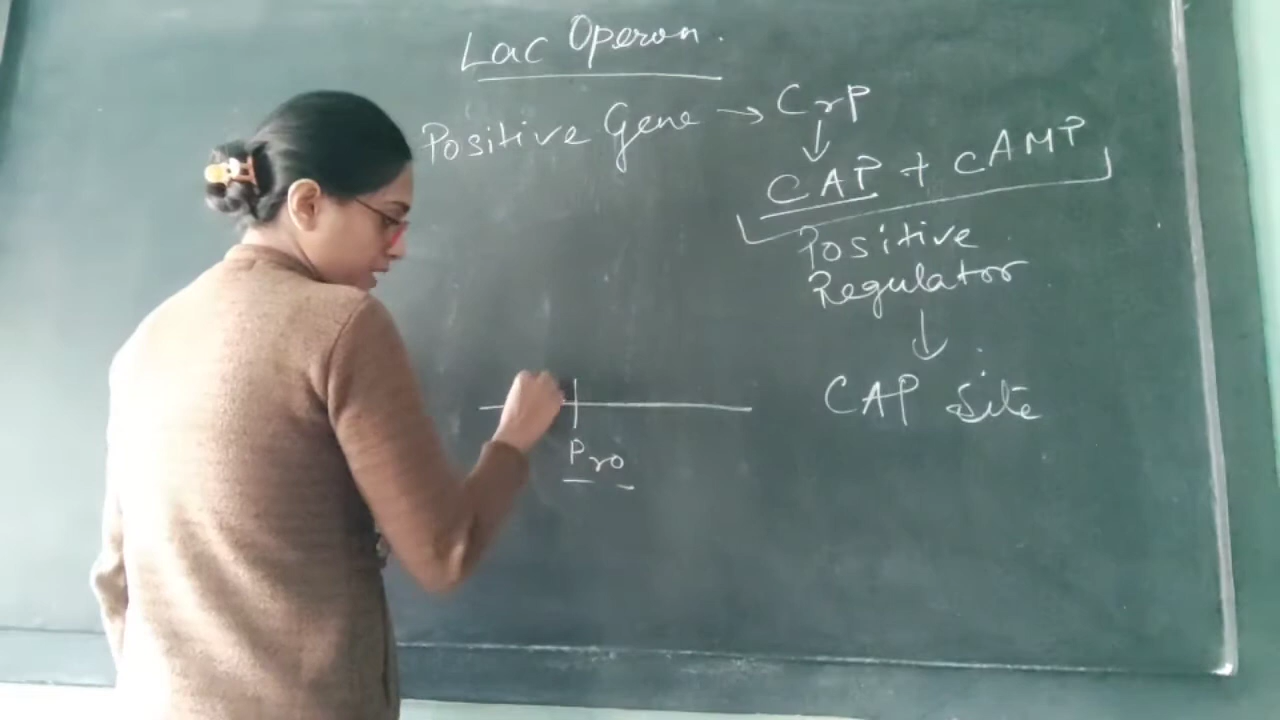 Lac Operon.
Positive Gene → CrP
↓
CAP + cAMP
Positive
Regulator
↓
CAP Site
Pro